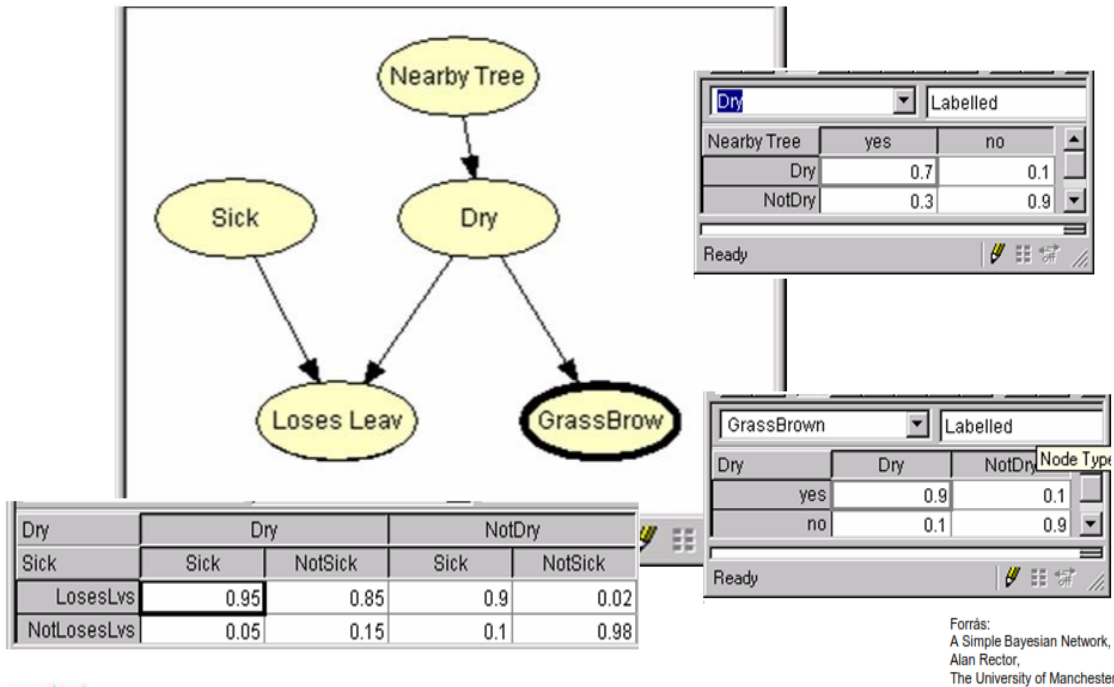 Nearby Tree
Sick
Dry
Loses Leav
GrassBrow
Dry Labelled
Nearby Tree yes no
Dry 0.7 0.1
NotDry 0.3 0.9
Ready off
GrassBrown Labelled
Dry Dry NotDry Node Type
yes 0.9 0.1
no 0.1 0.9
Ready off
Dry Dry NotDry
Sick Sick NotSick Sick NotSick
LosesLvs 0.95 0.85 0.9 0.02
NotLosesLvs 0.05 0.15 0.1 0.98
Forrás:
A Simple Bayesian Network,
Alan Rector,
The University of Manchester